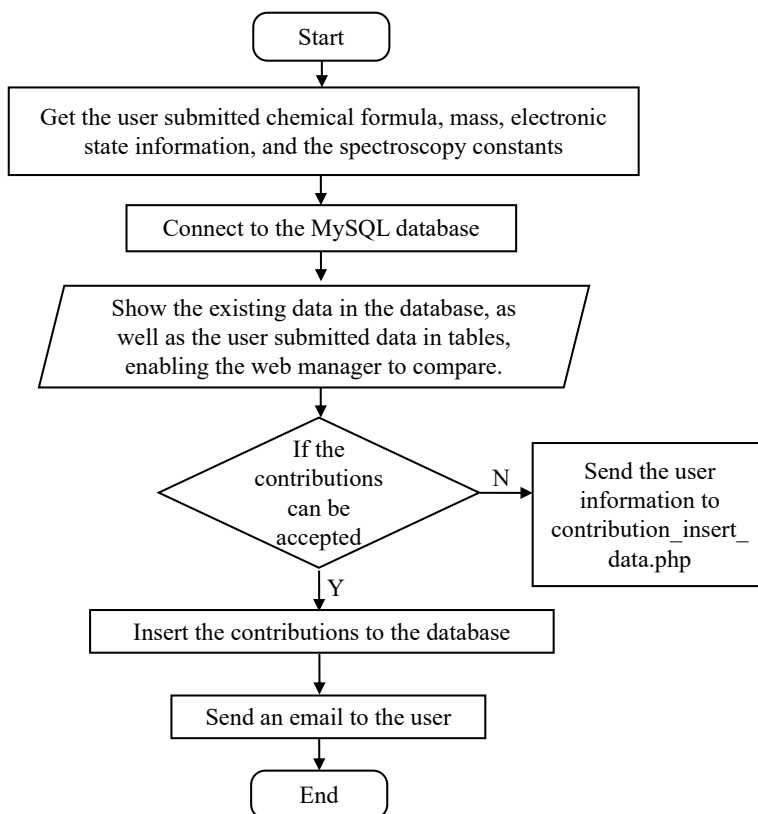 Start
Get the user submitted chemical formula, mass, electronic
state information, and the spectroscopy constants
Connect to the MySQL database
Show the existing data in the database, as
well as the user submitted data in tables,
enabling the web manager to compare.
If the
contributions
can be
accepted
N
Send the user
information to
contribution_insert_
data.php
Y
Insert the contributions to the database
Send an email to the user
End